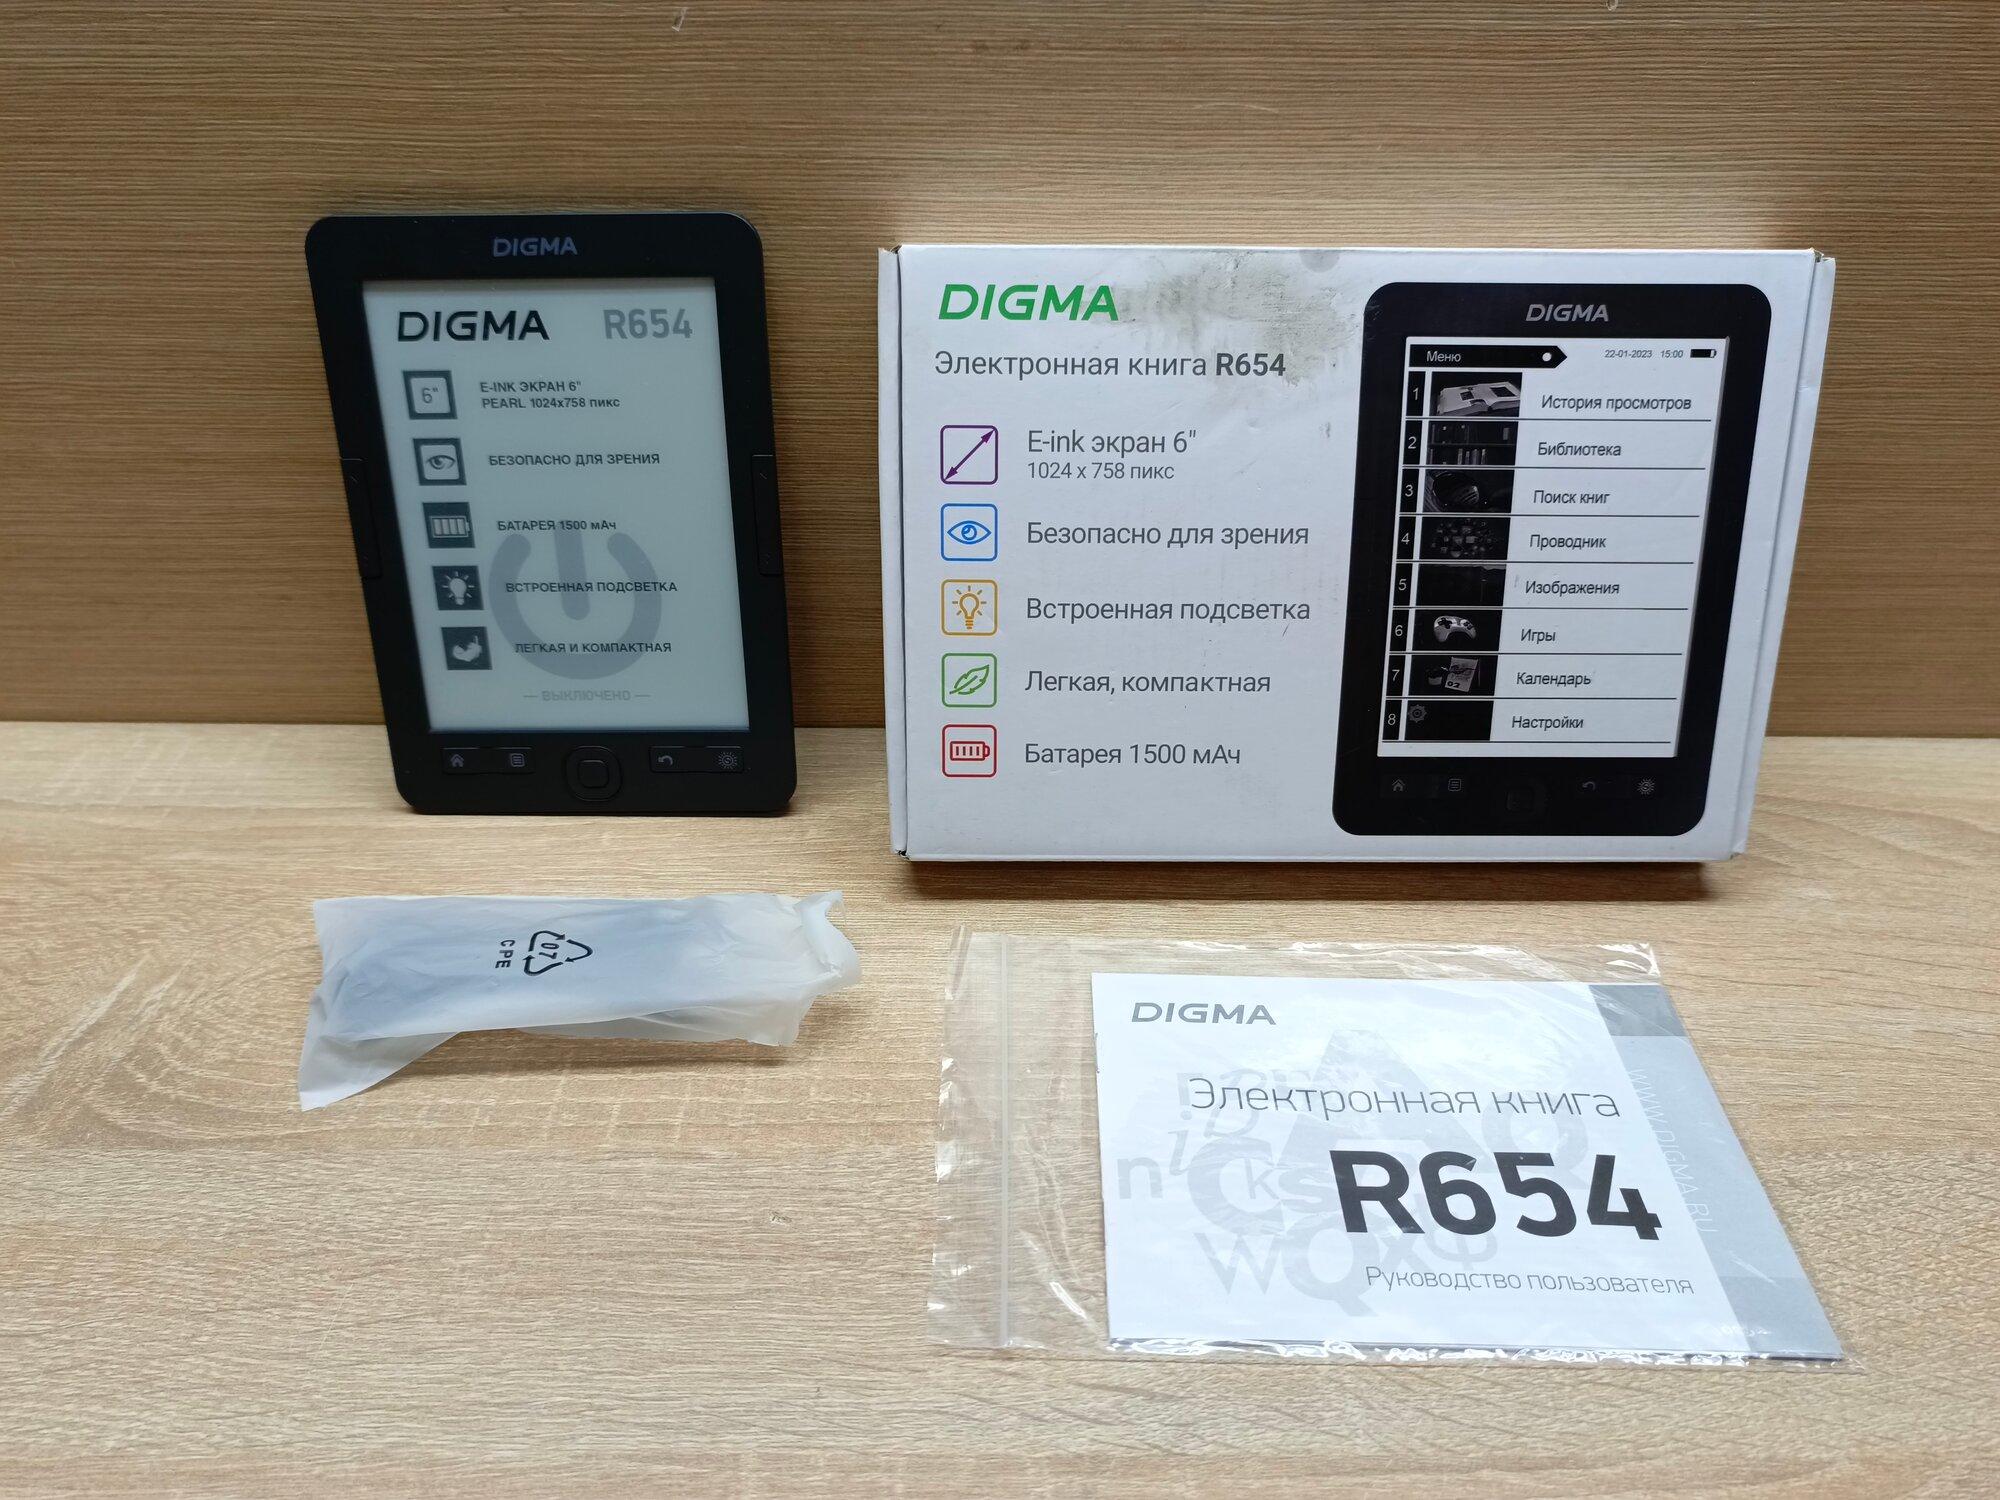 DIGMA
DIGMA R654
6"
E-INK ЭКРАН 6"
PEARL 1024x758 пикс
БЕЗОПАСНО ДЛЯ ЗРЕНИЯ
БАТАРЕЯ 1500 мАч
ВСТРОЕННАЯ ПОДСВЕТКА
ЛЕГКАЯ И КОМПАКТНАЯ
— ВЫКЛЮЧЕНО —
DIGMA
Электронная книга R654
E-ink экран 6"
1024 x 758 пикс
Безопасно для зрения
Встроенная подсветка
Легкая, компактная
Батарея 1500 мАч
DIGMA
Меню 22-01-2023 15:00
1 История просмотров
2 Библиотека
3 Поиск книг
4 Проводник
5 Изображения
6 Игры
7 Календарь
8 Настройки
07
CPE
DIGMA
Электронная книга
R654
Руководство пользователя
WWW.DIGMA.RU